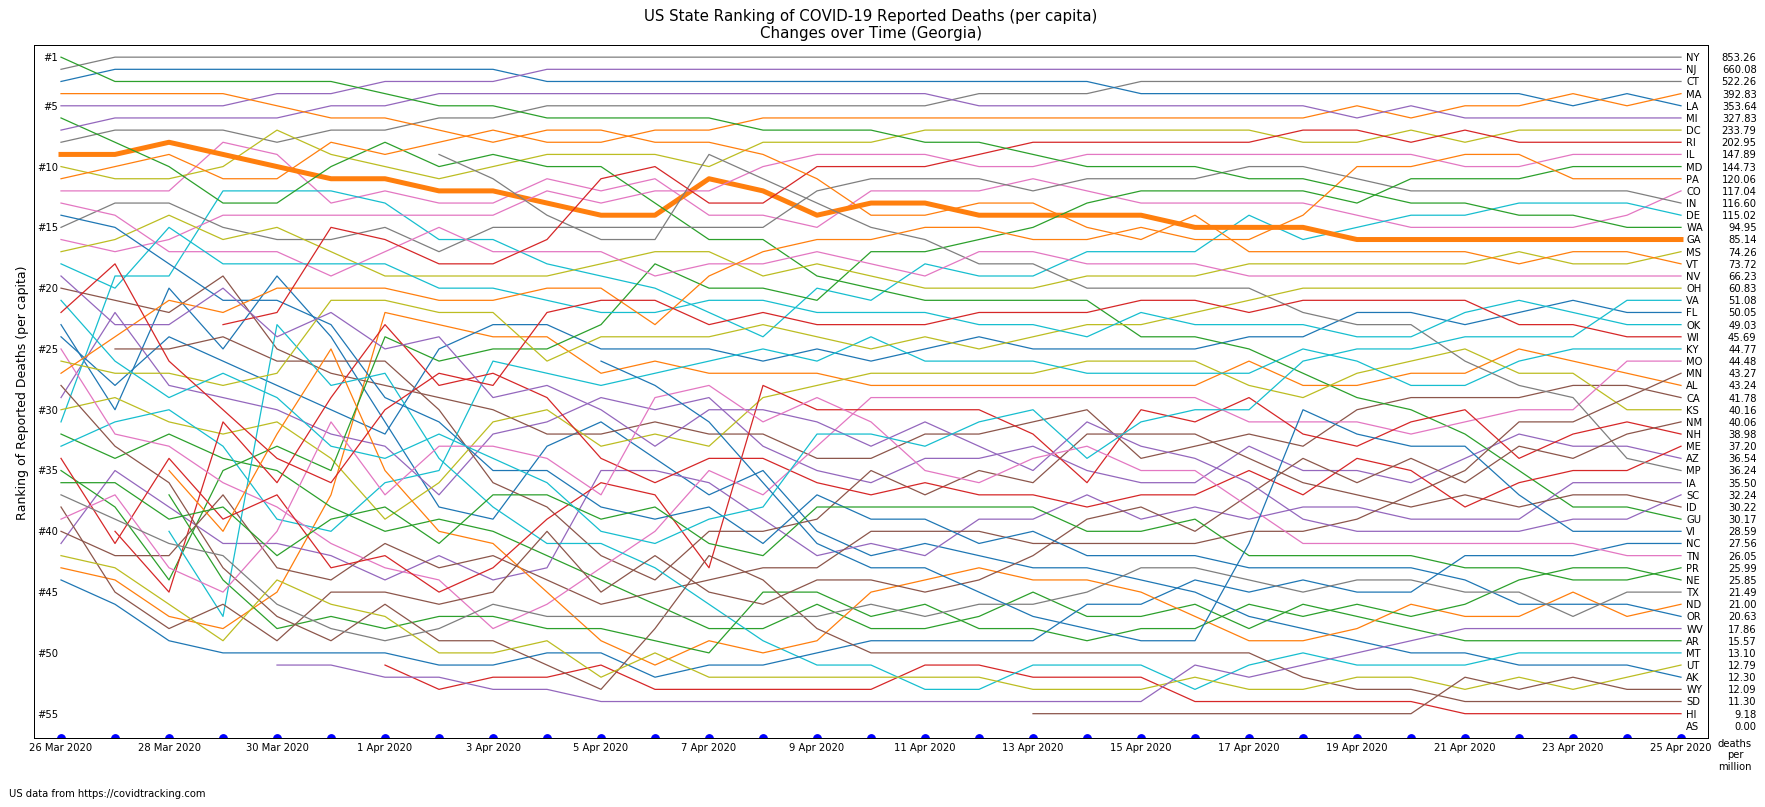 US State Ranking of COVID-19 Reported Deaths (per capita)
Changes over Time (Georgia)
Ranking of Reported Deaths (per capita)
#1
#5
#10
#15
#20
#25
#30
#35
#40
#45
#50
#55
NY 853.26
NJ 660.08
CT 522.26
MA 392.83
LA 353.64
MI 327.83
DC 233.79
RI 202.95
IL 147.89
MD 144.73
PA 120.06
CO 117.04
IN 116.60
DE 115.02
WA 94.95
GA 85.14
MS 74.26
VT 73.72
NV 66.23
OH 60.83
VA 51.08
FL 50.05
OK 49.03
WI 45.69
KY 44.77
MO 44.48
MN 43.27
AL 43.24
CA 41.78
KS 40.16
NM 40.06
NH 38.98
ME 37.20
AZ 36.54
MP 36.24
IA 35.50
SC 32.24
ID 30.22
GU 30.17
VI 28.59
NC 27.56
TN 26.05
PR 25.99
NE 25.85
TX 21.49
ND 21.00
OR 20.63
WV 17.86
AR 15.57
MT 13.10
UT 12.79
AK 12.30
WY 12.09
SD 11.30
HI 9.18
AS 0.00
26 Mar 2020 28 Mar 2020 30 Mar 2020 1 Apr 2020 3 Apr 2020 5 Apr 2020 7 Apr 2020 9 Apr 2020 11 Apr 2020 13 Apr 2020 15 Apr 2020 17 Apr 2020 19 Apr 2020 21 Apr 2020 23 Apr 2020 25 Apr 2020
deaths
per
million
US data from https://covidtracking.com